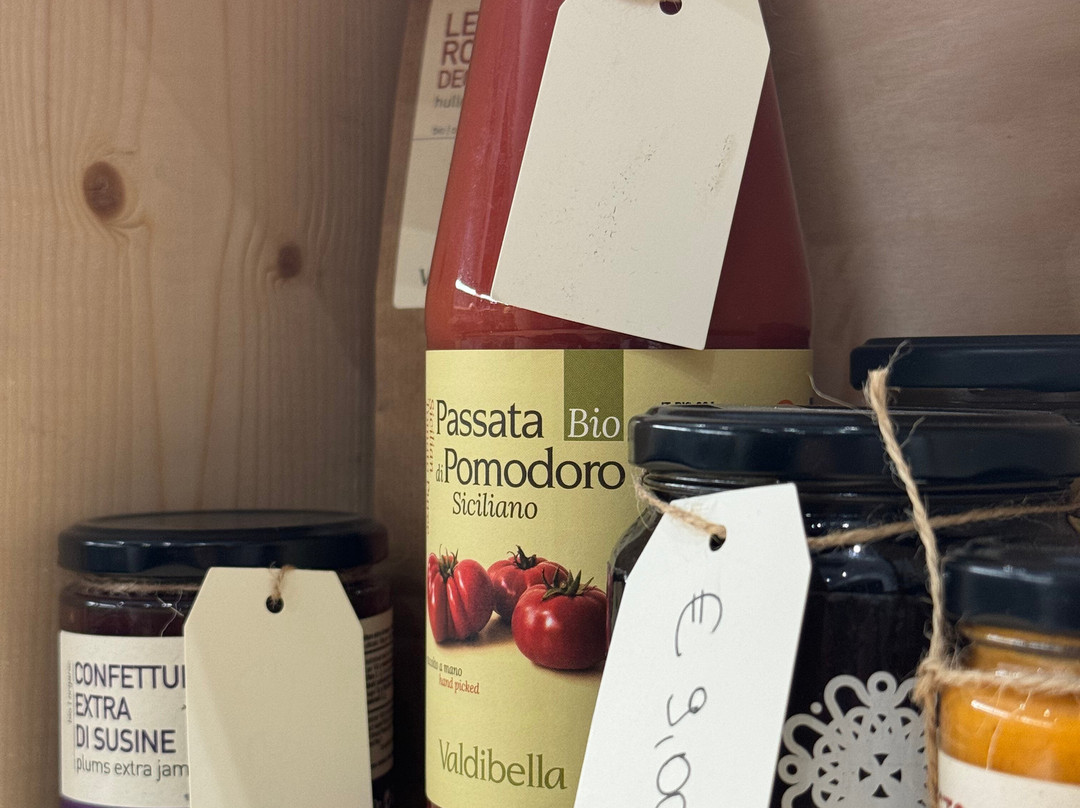 LE
RO
DE
Passata Bio
di Pomodoro
Siciliano
a mano
hand picked
Valdibella
CONFETTU
EXTRA
DI SUSINE
plums extra jam
€ 9,00